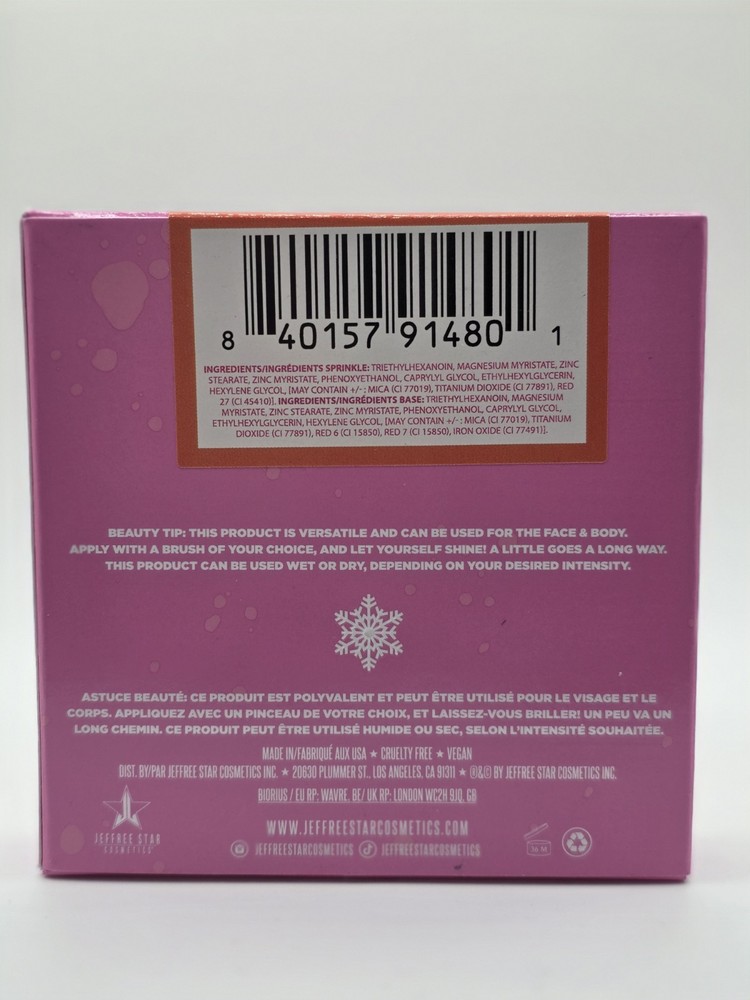 8 40157 91480 1
INGREDIENTS/INGRÉDIENTS SPRINKLE: TRIETHYLHEXANOIN, MAGNESIUM MYRISTATE, ZINC
STEARATE, ZINC MYRISTATE, PHENOXYETHANOL, CAPRYLYL GLYCOL, ETHYLHEXYLGLYCERIN,
HEXYLENE GLYCOL, [MAY CONTAIN +/-: MICA (CI 77019), TITANIUM DIOXIDE (CI 77891), RED
27 (CI 45410)]. INGREDIENTS/INGRÉDIENTS BASE: TRIETHYLHEXANOIN, MAGNESIUM
MYRISTATE, ZINC STEARATE, ZINC MYRISTATE, PHENOXYETHANOL, CAPRYLYL GLYCOL,
ETHYLHEXYLGLYCERIN, HEXYLENE GLYCOL, [MAY CONTAIN +/-: MICA (CI 77019), TITANIUM
DIOXIDE (CI 77891), RED 6 (CI 15850), RED 7 (CI 15850), IRON OXIDE (CI 77491)].
BEAUTY TIP: THIS PRODUCT IS VERSATILE AND CAN BE USED FOR THE FACE & BODY.
APPLY WITH A BRUSH OF YOUR CHOICE, AND LET YOURSELF SHINE! A LITTLE GOES A LONG WAY.
THIS PRODUCT CAN BE USED WET OR DRY, DEPENDING ON YOUR DESIRED INTENSITY.
ASTUCE BEAUTÉ: CE PRODUIT EST POLYVALENT ET PEUT ÊTRE UTILISÉ POUR LE VISAGE ET LE
CORPS. APPLIQUEZ AVEC UN PINCEAU DE VOTRE CHOIX, ET LAISSEZ-VOUS BRILLER! UN PEU VA UN
LONG CHEMIN. CE PRODUIT PEUT ÊTRE UTILISÉ HUMIDE OU SEC, SELON L'INTENSITÉ SOUHAITÉE.
MADE IN/FABRIQUÉ AUX USA ★ CRUELTY FREE ★ VEGAN
DIST. BY/PAR JEFFREE STAR COSMETICS INC. ★ 20630 PLUMMER ST., LOS ANGELES, CA 91311 ★ ®&© BY JEFFREE STAR COSMETICS INC.
BIORIUS / EU RP: WAVRE, BE/ UK RP: LONDON WC2H 9JQ, GB
JEFFREE STAR
COSMETICS
WWW.JEFFREESTARCOSMETICS.COM
JEFFREESTARCOSMETICS JEFFREESTARCOSMETICS